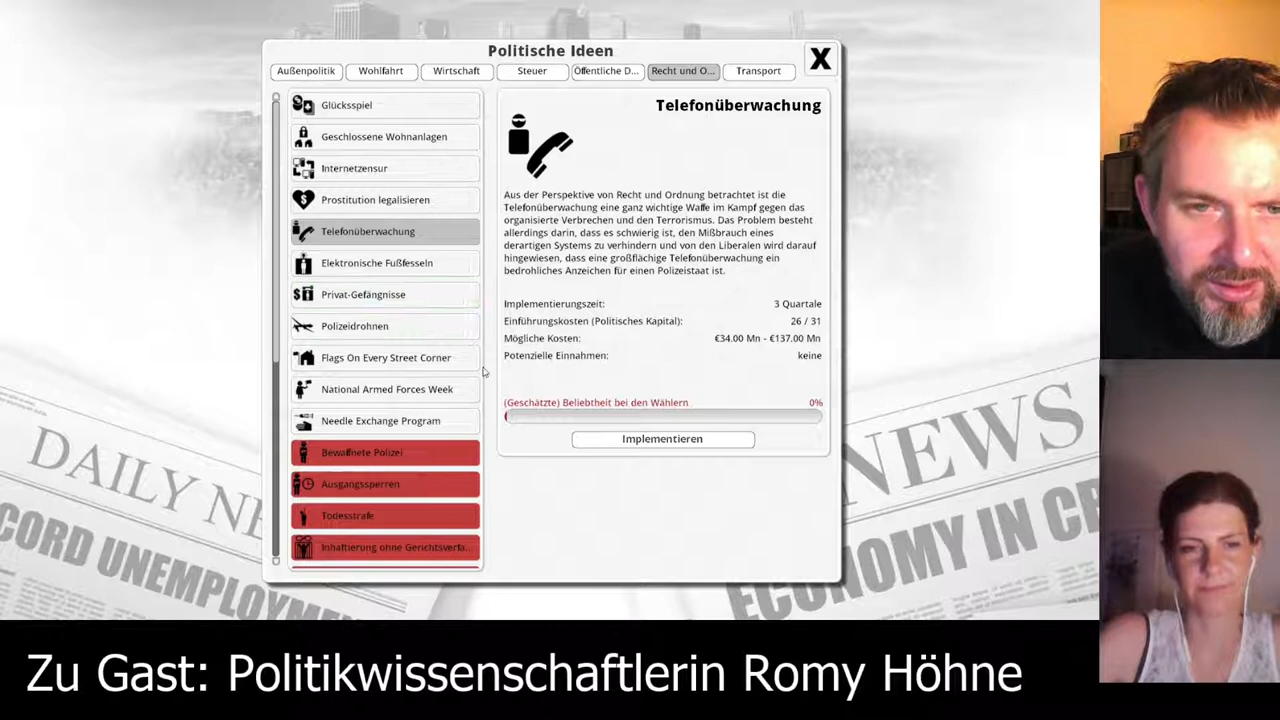 Politische Ideen
X
Außenpolitik
Wohlfahrt
Wirtschaft
Steuer
Öffentliche D...
Recht und O...
Transport
Glücksspiel
Geschlossene Wohnanlagen
Internetzensur
Prostitution legalisieren
Telefonüberwachung
Elektronische Fußfesseln
Privat-Gefängnisse
Polizeidrohnen
Flags On Every Street Corner
National Armed Forces Week
Needle Exchange Program
Bewaffnete Polizei
Ausgangssperren
Todesstrafe
Inhaftierung ohne Gerichtsverfa...
Telefonüberwachung
Aus der Perspektive von Recht und Ordnung betrachtet ist die
Telefonüberwachung eine ganz wichtige Waffe im Kampf gegen das
organisierte Verbrechen und den Terrorismus. Das Problem besteht
allerdings darin, dass es schwierig ist, den Mißbrauch eines
derartigen Systems zu verhindern und von den Liberalen wird darauf
hingewiesen, dass eine großflächige Telefonüberwachung ein
bedrohliches Anzeichen für einen Polizeistaat ist.
Implementierungszeit: 3 Quartale
Einführungskosten (Politisches Kapital): 26 / 31
Mögliche Kosten: €34.00 Mn - €137.00 Mn
Potenzielle Einnahmen: keine
(Geschätzte) Beliebtheit bei den Wählern 0%
Implementieren
DAILY NE
CORD UNEMPLOYME
NEWS
ECONOMY IN CR
Zu Gast: Politikwissenschaftlerin Romy Höhne